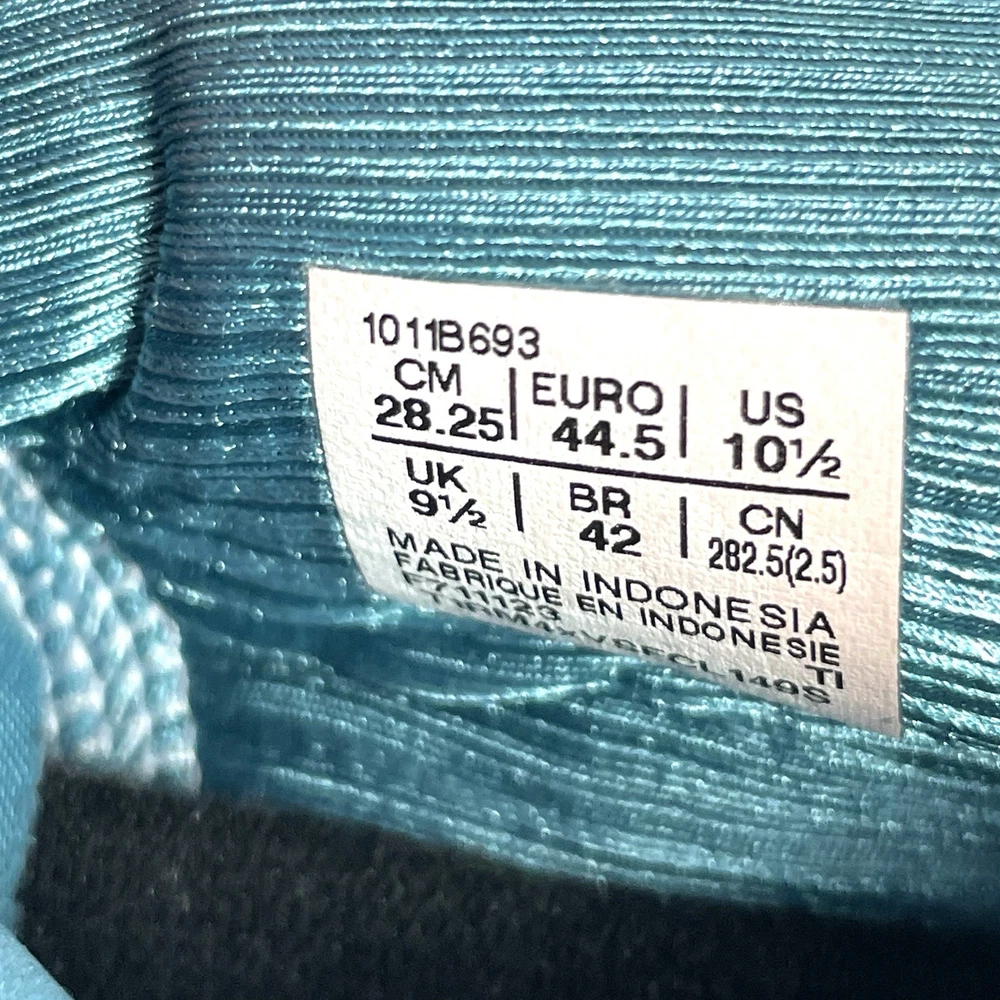 1011B693
CM | EURO | US
28.25 | 44.5 | 10½
UK | BR | CN
9½ | 42 | 282.5(2.5)
MADE IN INDONESIA
FABRIQUE EN INDONESIE
F711123 TI